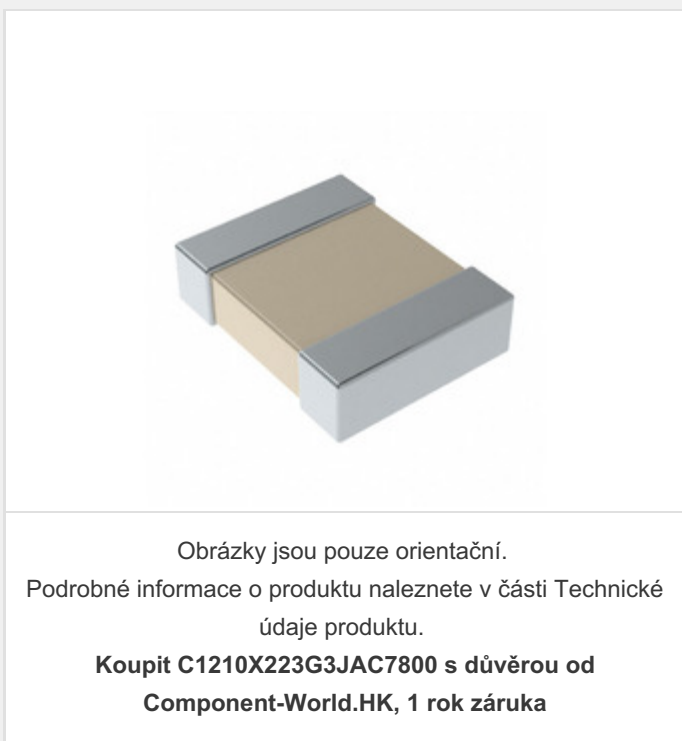 Obrázky jsou pouze orientační.
Podrobné informace o produktu naleznete v části Technické
údaje produktu.
Koupit C1210X223G3JAC7800 s důvěrou od
Component-World.HK, 1 rok záruka